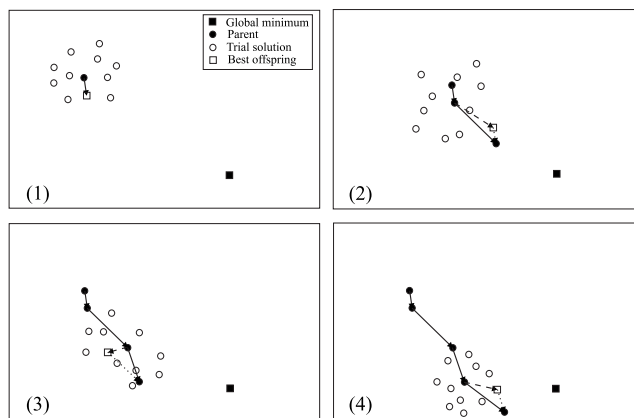 Global minimum
Parent
Trial solution
Best offspring
(1)
(2)
(3)
(4)